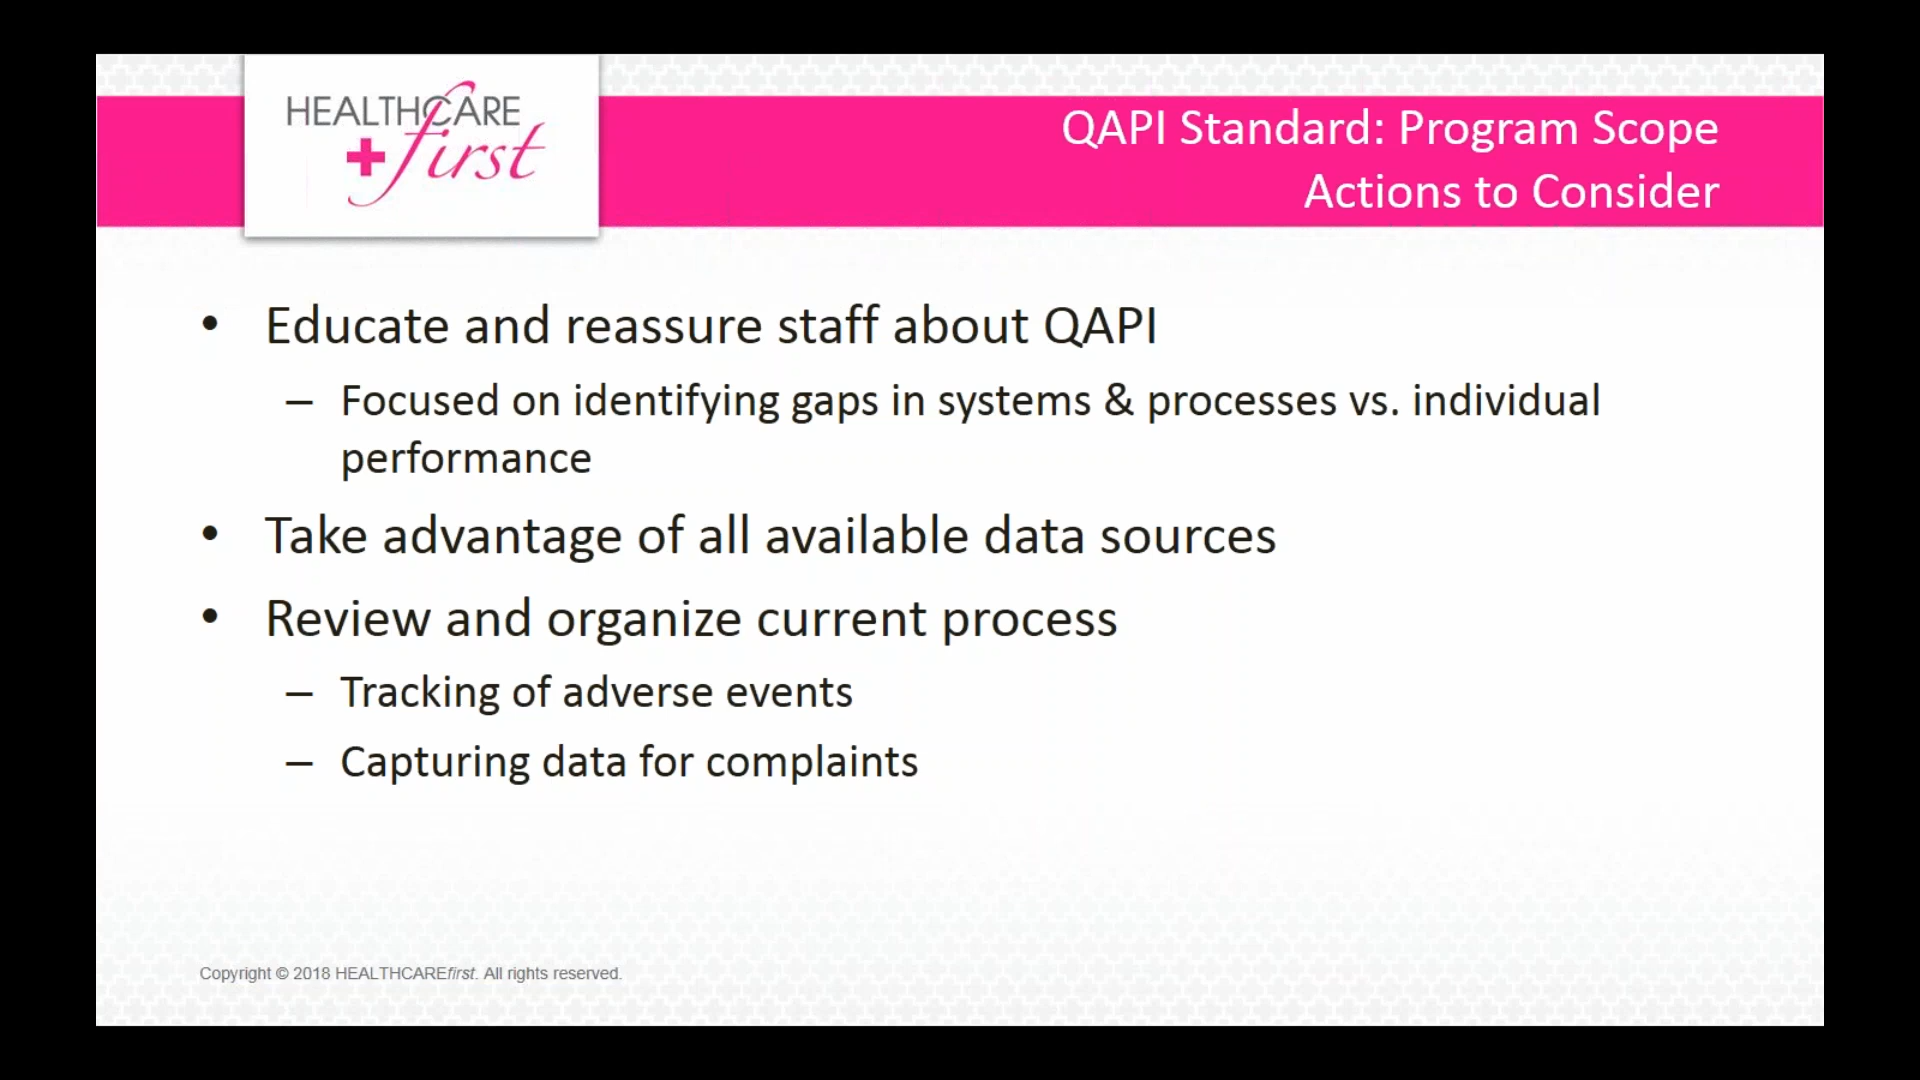 HEALTHCARE
first
QAPI Standard: Program Scope
Actions to Consider
• Educate and reassure staff about QAPI
– Focused on identifying gaps in systems & processes vs. individual
performance
• Take advantage of all available data sources
• Review and organize current process
– Tracking of adverse events
– Capturing data for complaints
Copyright © 2018 HEALTHCAREfirst. All rights reserved.